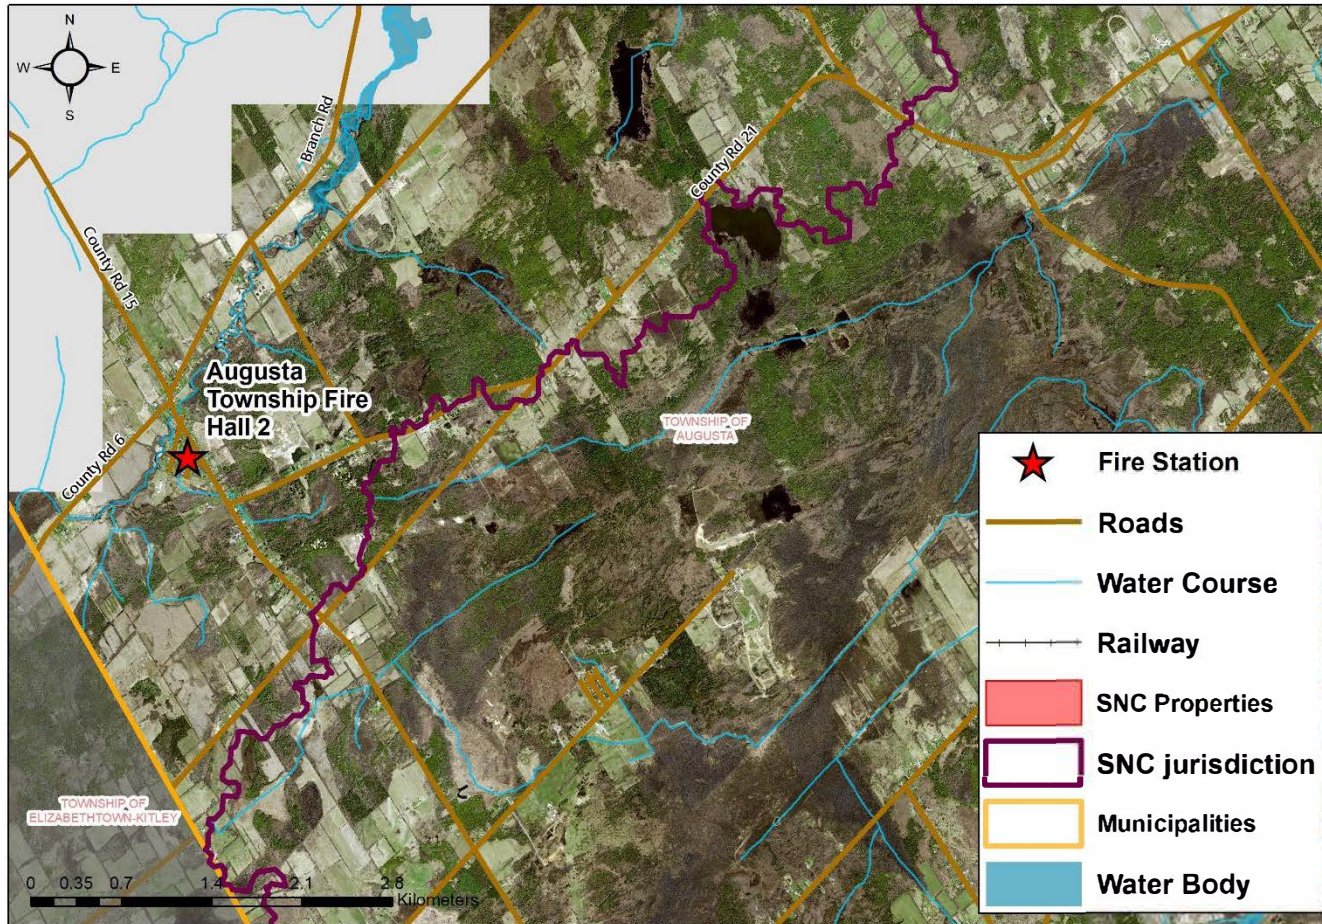 N
W E
S
Branch Rd
County Rd 21
County Rd 15
Augusta
Township Fire
Hall 2
County Rd 6
TOWNSHIP OF
AUGUSTA
TOWNSHIP OF
ELIZABETHTOWN-KITLEY
0 0.35 0.7 1.4 2.1 2.8
Kilometers
Fire Station
Roads
Water Course
Railway
SNC Properties
SNC jurisdiction
Municipalities
Water Body